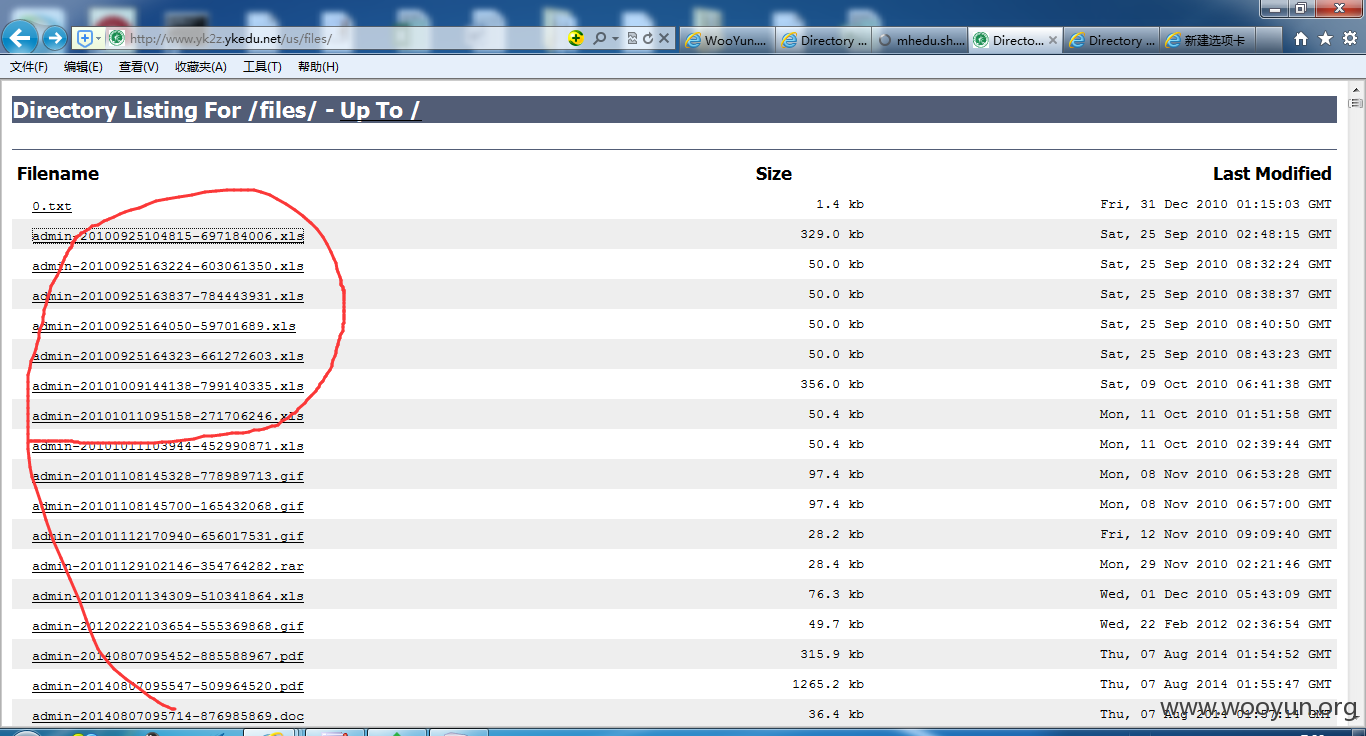 http://www.yk2z.ykedu.net/us/files/
WooYun....
Directory ...
mhedu.sh....
Directo...
Directory ...
新建选项卡
文件(F) 编辑(E) 查看(V) 收藏夹(A) 工具(T) 帮助(H)
Directory Listing For /files/ - Up To /
Filename Size Last Modified
0.txt 1.4 kb Fri, 31 Dec 2010 01:15:03 GMT
admin-20100925104815-697184006.xls 329.0 kb Sat, 25 Sep 2010 02:48:15 GMT
admin-20100925163224-603061350.xls 50.0 kb Sat, 25 Sep 2010 08:32:24 GMT
admin-20100925163837-784443931.xls 50.0 kb Sat, 25 Sep 2010 08:38:37 GMT
admin-20100925164050-59701689.xls 50.0 kb Sat, 25 Sep 2010 08:40:50 GMT
admin-20100925164323-661272603.xls 50.0 kb Sat, 25 Sep 2010 08:43:23 GMT
admin-20101009144138-799140335.xls 356.0 kb Sat, 09 Oct 2010 06:41:38 GMT
admin-20101011095158-271706246.xls 50.4 kb Mon, 11 Oct 2010 01:51:58 GMT
admin-20101011103944-452990871.xls 50.4 kb Mon, 11 Oct 2010 02:39:44 GMT
admin-20101108145328-778989713.gif 97.4 kb Mon, 08 Nov 2010 06:53:28 GMT
admin-20101108145700-165432068.gif 97.4 kb Mon, 08 Nov 2010 06:57:00 GMT
admin-20101112170940-656017531.gif 28.2 kb Fri, 12 Nov 2010 09:09:40 GMT
admin-20101129102146-354764282.rar 28.4 kb Mon, 29 Nov 2010 02:21:46 GMT
admin-20101201134309-510341864.xls 76.3 kb Wed, 01 Dec 2010 05:43:09 GMT
admin-20120222103654-555369868.gif 49.7 kb Wed, 22 Feb 2012 02:36:54 GMT
admin-20140807095452-885588967.pdf 315.9 kb Thu, 07 Aug 2014 01:54:52 GMT
admin-20140807095547-509964520.pdf 1265.2 kb Thu, 07 Aug 2014 01:55:47 GMT
admin-20140807095714-876985869.doc 36.4 kb Thu, 07 Aug 2014 01:57:14 GMT
www.wooyun.org